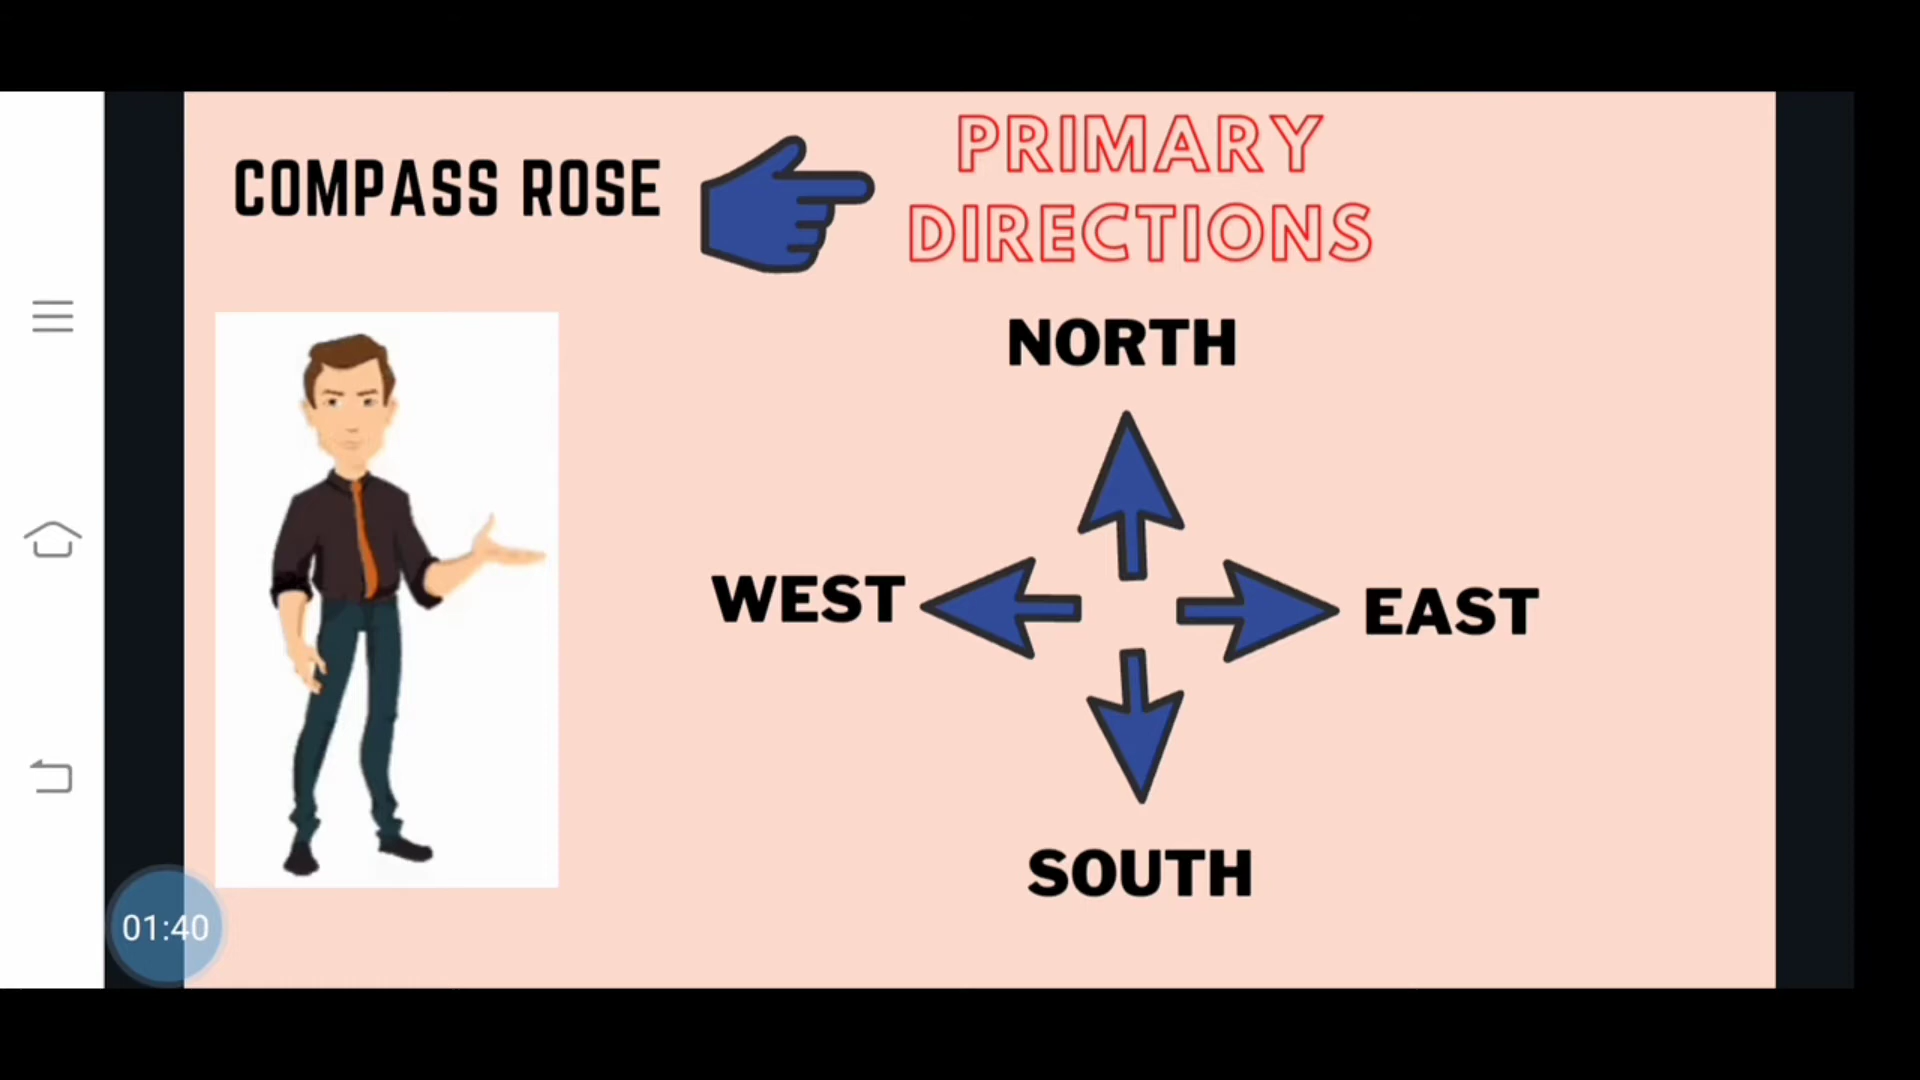 COMPASS ROSE
PRIMARY
DIRECTIONS
NORTH
WEST
EAST
SOUTH
01:40